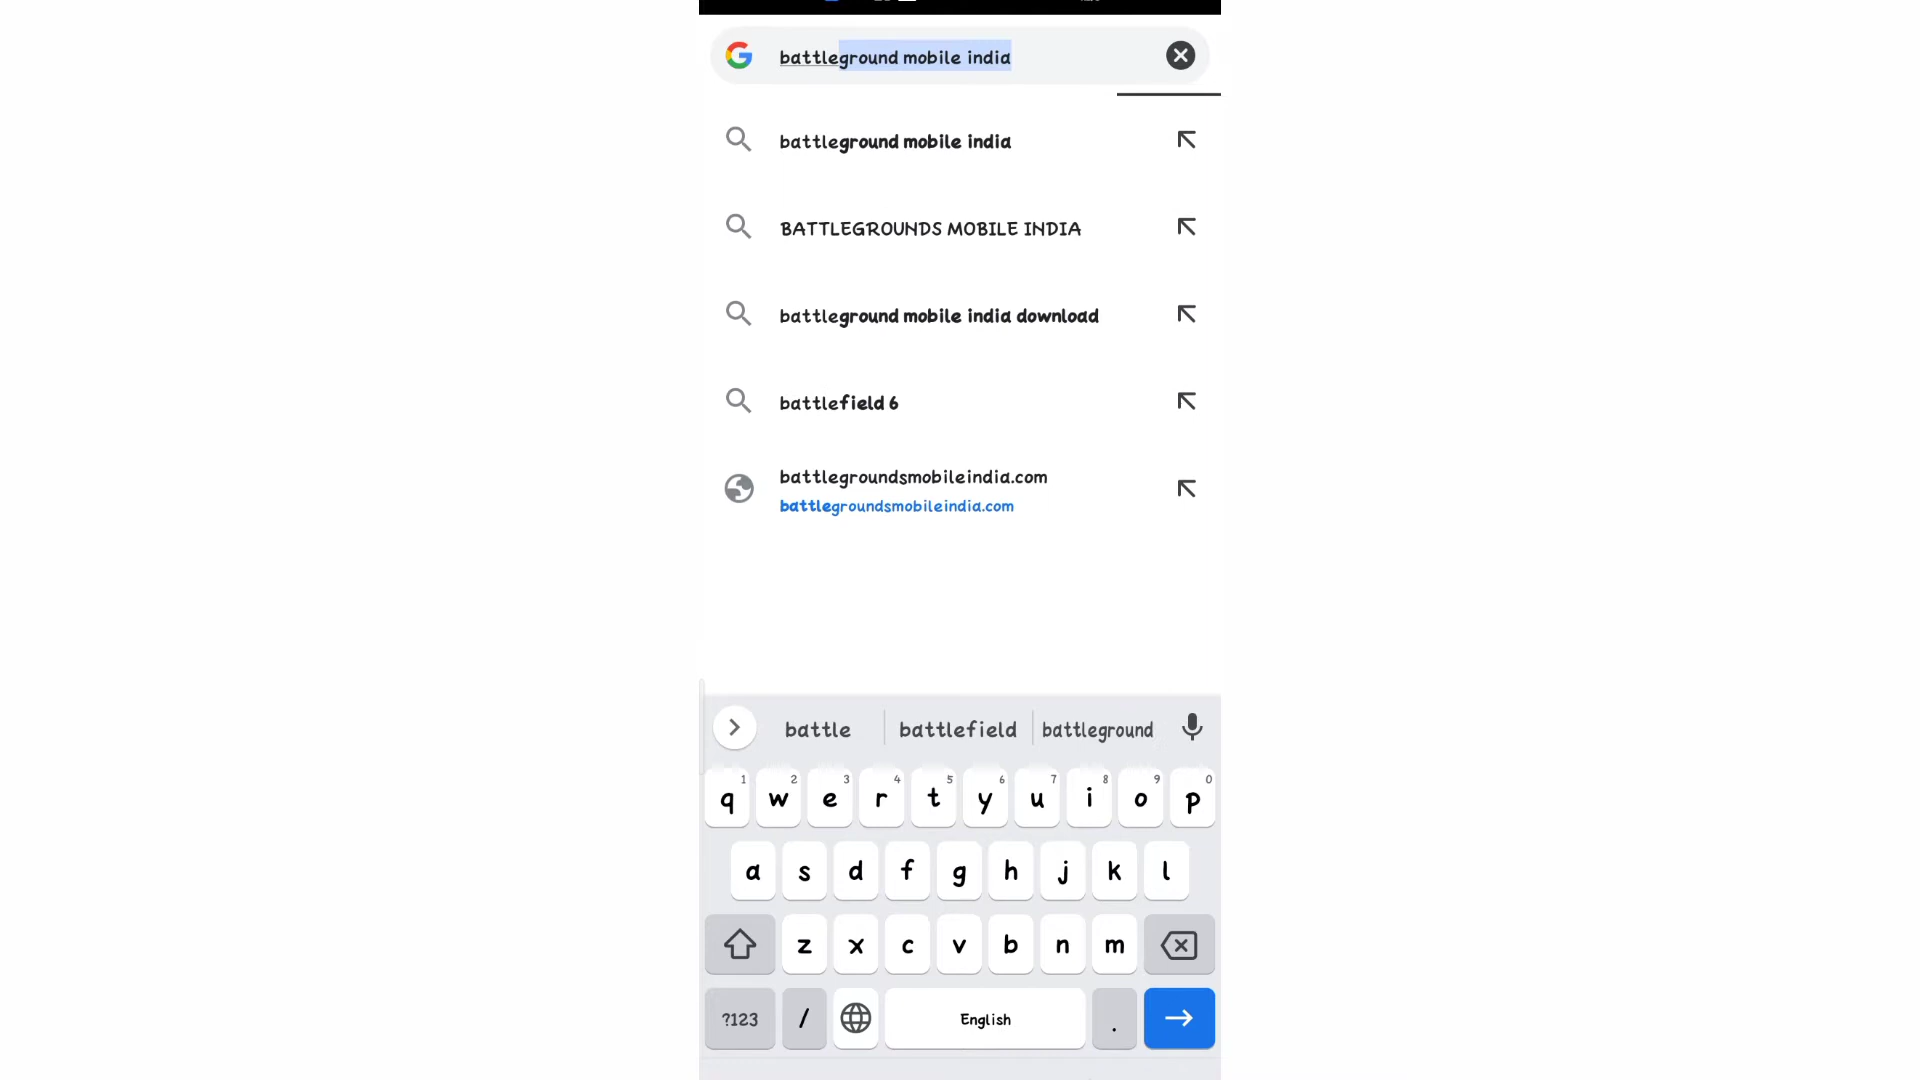 battleground mobile india
battleground mobile india
BATTLEGROUNDS MOBILE INDIA
battleground mobile india download
battlefield 6
battlegroundsmobileindia.com
battlegroundsmobileindia.com
battle battlefield battleground
1 2 3 4 5 6 7 8 9 0
q w e r t y u i o p
a s d f g h j k l
z x c v b n m
?123 / English .